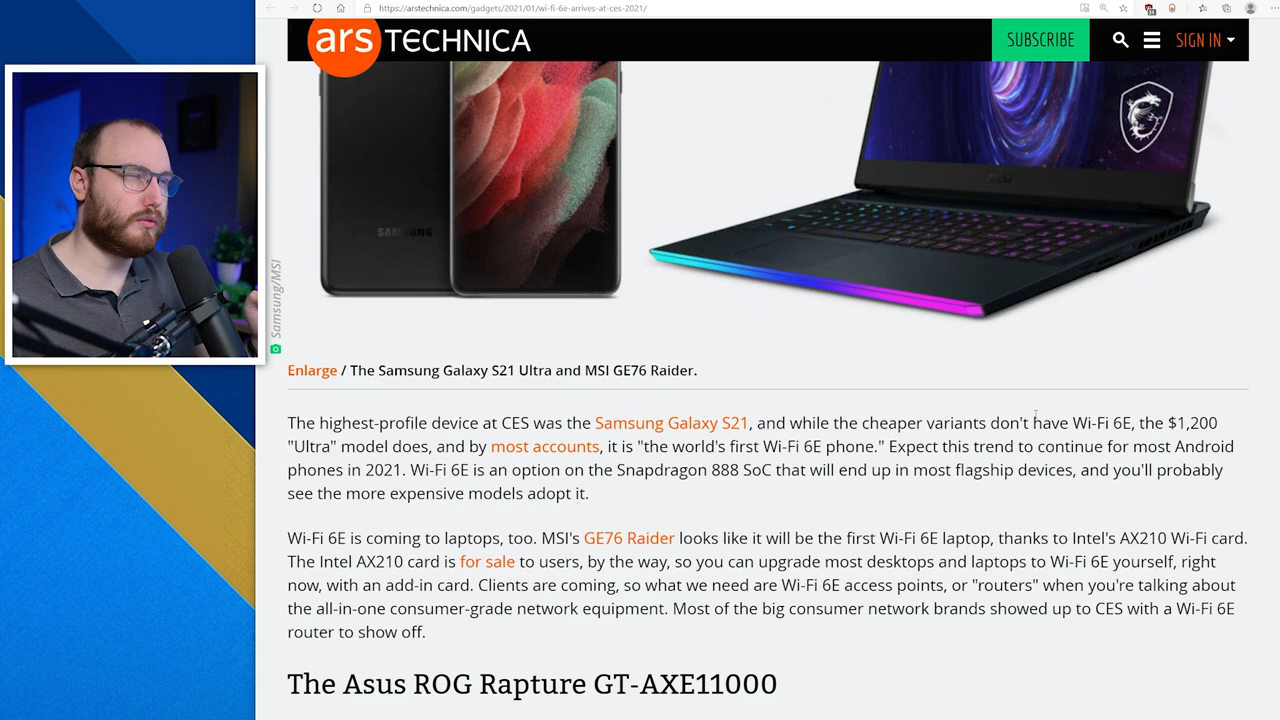 https://arstechnica.com/gadgets/2021/01/wi-fi-6e-arrives-at-ces-2021/
ars TECHNICA
SUBSCRIBE
SIGN IN
SAMSUNG
Samsung/MSI
Enlarge / The Samsung Galaxy S21 Ultra and MSI GE76 Raider.
The highest-profile device at CES was the Samsung Galaxy S21, and while the cheaper variants don't have Wi-Fi 6E, the $1,200
"Ultra" model does, and by most accounts, it is "the world's first Wi-Fi 6E phone." Expect this trend to continue for most Android
phones in 2021. Wi-Fi 6E is an option on the Snapdragon 888 SoC that will end up in most flagship devices, and you'll probably
see the more expensive models adopt it.
Wi-Fi 6E is coming to laptops, too. MSI's GE76 Raider looks like it will be the first Wi-Fi 6E laptop, thanks to Intel's AX210 Wi-Fi card.
The Intel AX210 card is for sale to users, by the way, so you can upgrade most desktops and laptops to Wi-Fi 6E yourself, right
now, with an add-in card. Clients are coming, so what we need are Wi-Fi 6E access points, or "routers" when you're talking about
the all-in-one consumer-grade network equipment. Most of the big consumer network brands showed up to CES with a Wi-Fi 6E
router to show off.
The Asus ROG Rapture GT-AXE11000